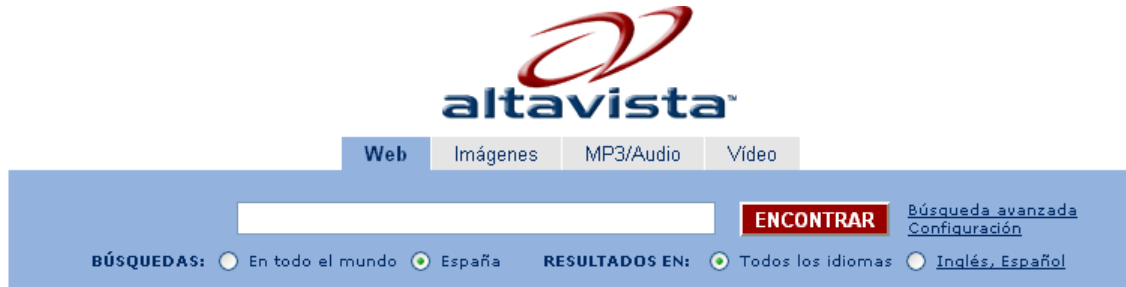 altavista™
Web Imágenes MP3/Audio Vídeo
ENCONTRAR Búsqueda avanzada
Configuración
BÚSQUEDAS: En todo el mundo España RESULTADOS EN: Todos los idiomas Inglés, Español